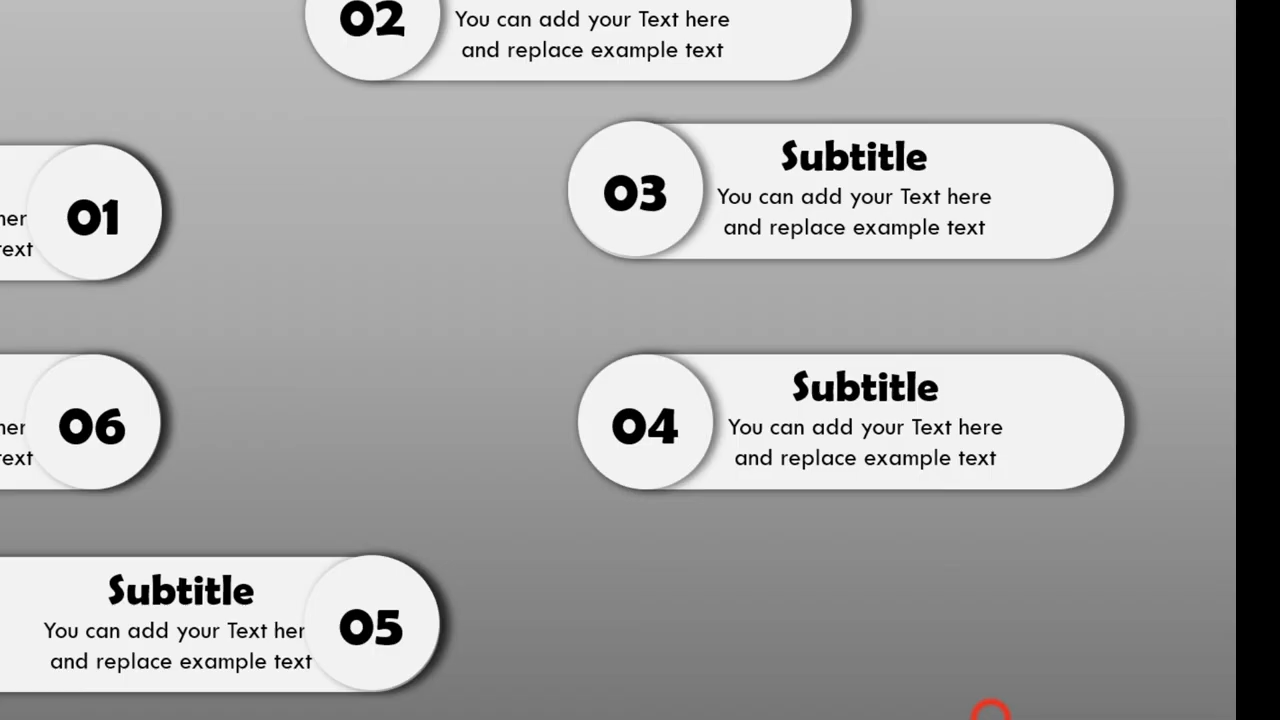 02
You can add your Text here
and replace example text
03
Subtitle
You can add your Text here
and replace example text
01
text
04
Subtitle
You can add your Text here
and replace example text
06
text
05
Subtitle
You can add your Text her
and replace example text